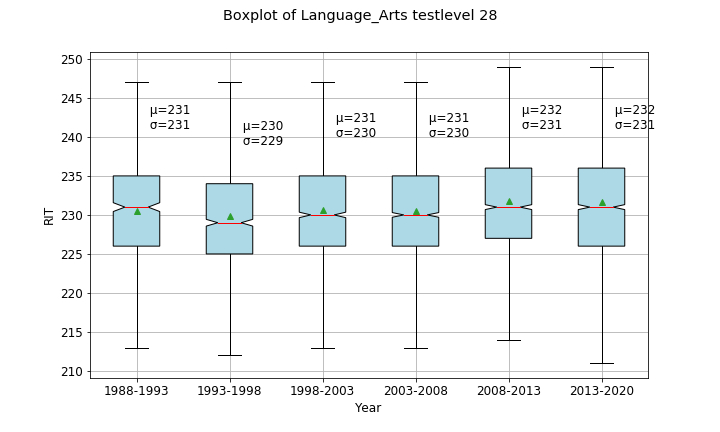 Boxplot of Language_Arts testlevel 28
250
245
240
235
230
225
220
215
210
RIT
μ=231
σ=231
μ=230
σ=229
μ=231
σ=230
μ=231
σ=230
μ=232
σ=231
μ=232
σ=231
1988-1993
1993-1998
1998-2003
2003-2008
2008-2013
2013-2020
Year